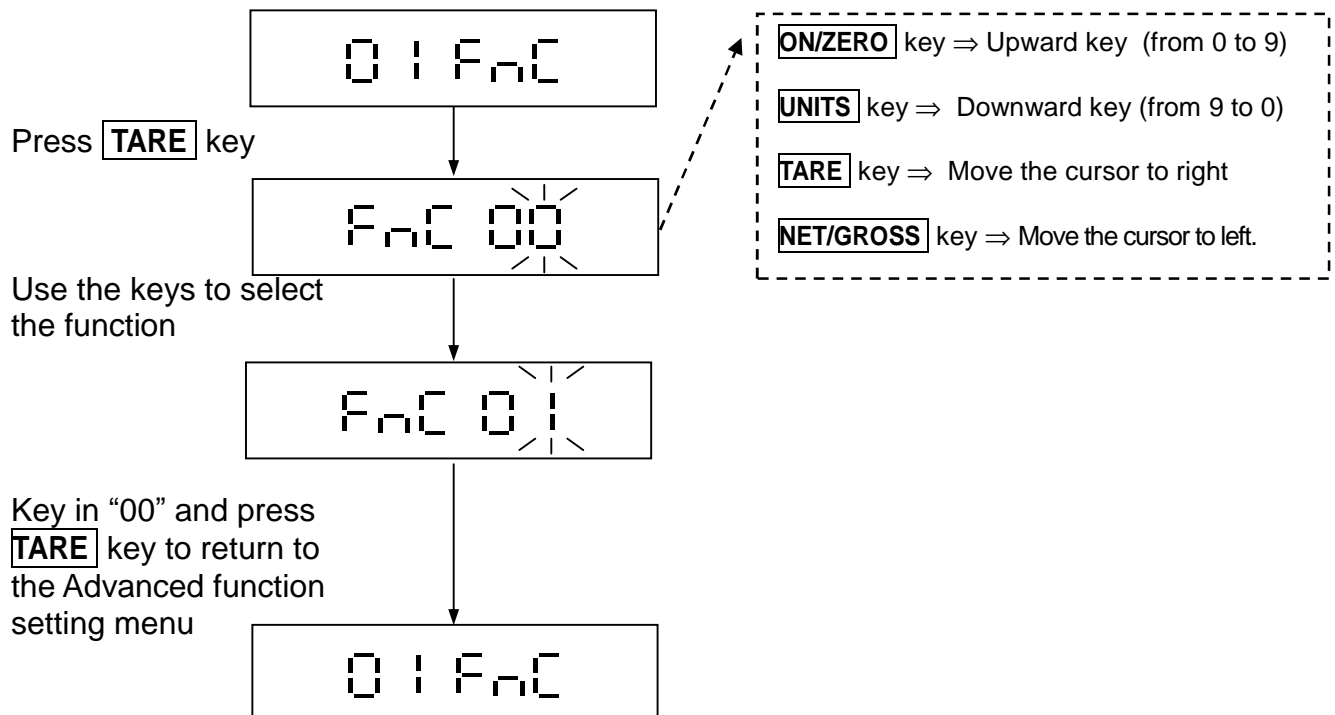 01 FnC
ON/ZERO key ⇒ Upward key (from 0 to 9)
UNITS key ⇒ Downward key (from 9 to 0)
TARE key ⇒ Move the cursor to right
NET/GROSS key ⇒ Move the cursor to left.
Press TARE key
FnC 00
Use the keys to select
the function
FnC 01
Key in “00” and press
TARE key to return to
the Advanced function
setting menu
01 FnC